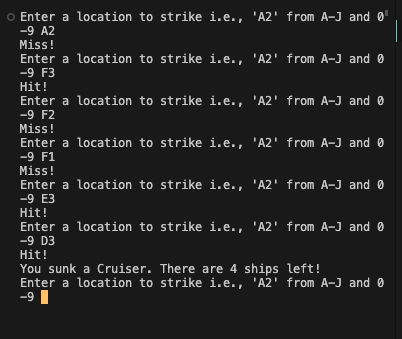 Enter a location to strike i.e., 'A2' from A-J and 0
-9 A2
Miss!
Enter a location to strike i.e., 'A2' from A-J and 0
-9 F3
Hit!
Enter a location to strike i.e., 'A2' from A-J and 0
-9 F2
Miss!
Enter a location to strike i.e., 'A2' from A-J and 0
-9 F1
Miss!
Enter a location to strike i.e., 'A2' from A-J and 0
-9 E3
Hit!
Enter a location to strike i.e., 'A2' from A-J and 0
-9 D3
Hit!
You sunk a Cruiser. There are 4 ships left!
Enter a location to strike i.e., 'A2' from A-J and 0
-9